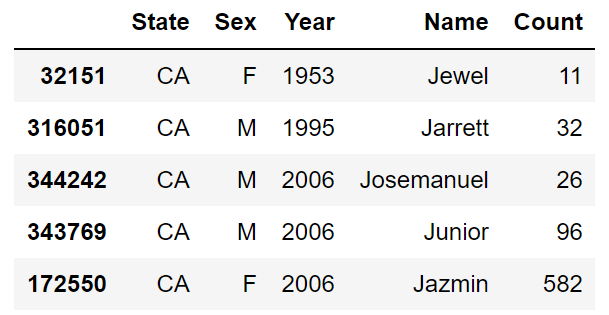 State Sex Year Name Count
32151 CA F 1953 Jewel 11
316051 CA M 1995 Jarrett 32
344242 CA M 2006 Josemanuel 26
343769 CA M 2006 Junior 96
172550 CA F 2006 Jazmin 582